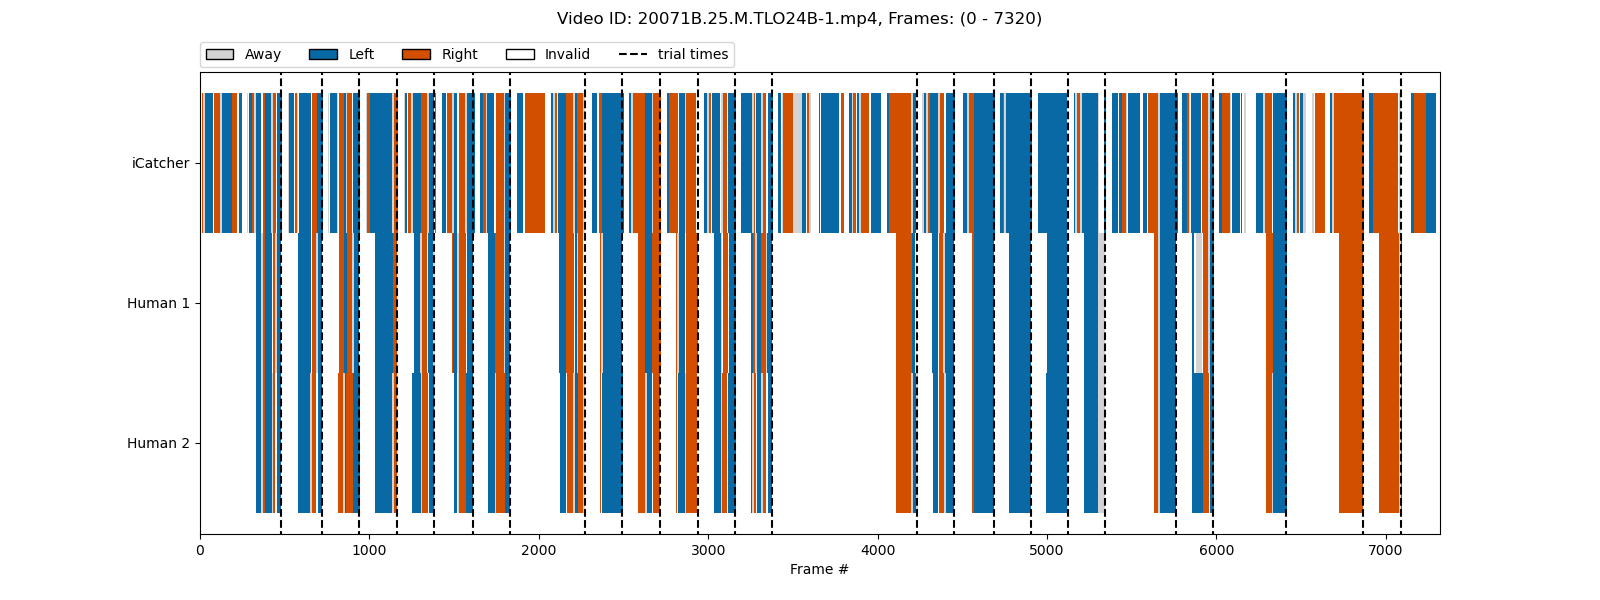 Video ID: 20071B.25.M.TLO24B-1.mp4, Frames: (0 - 7320)
Away Left Right Invalid trial times
iCatcher
Human 1
Human 2
0 1000 2000 3000 4000 5000 6000 7000
Frame #